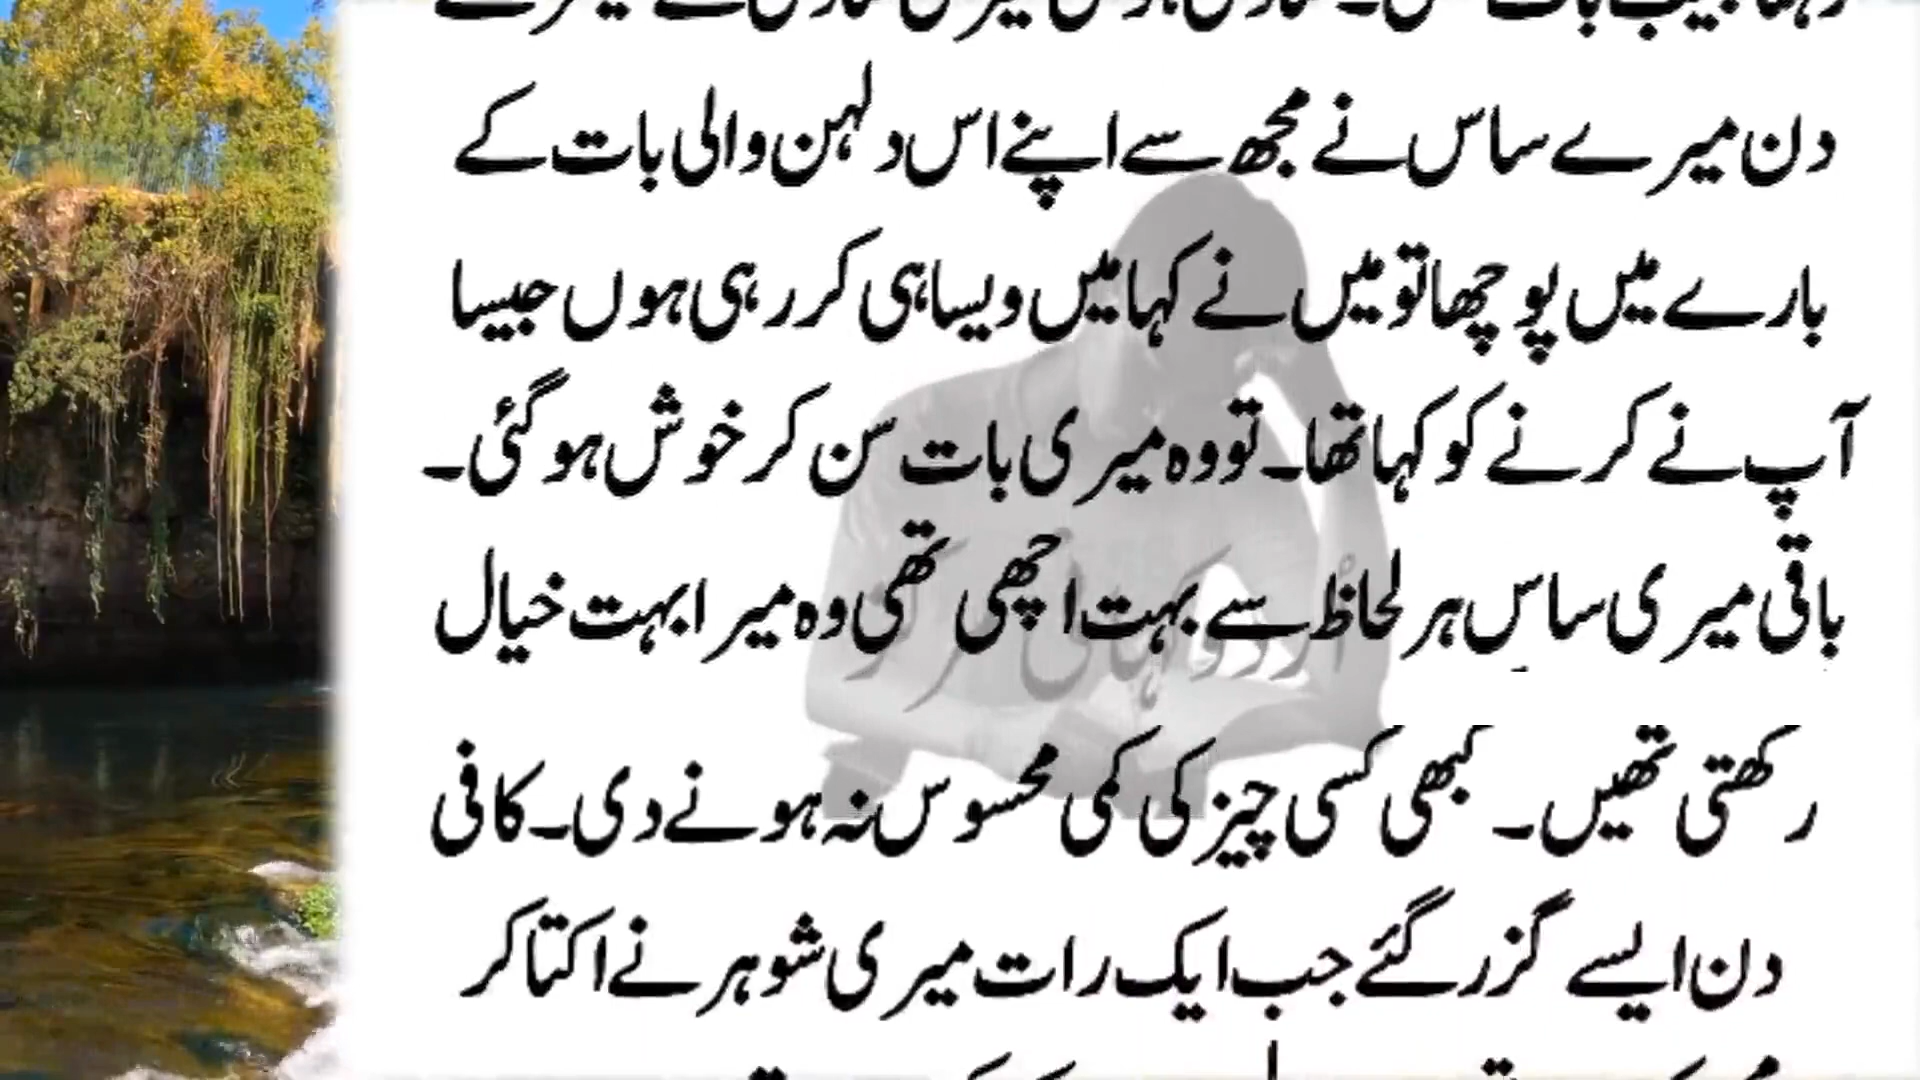 دن میرے ساس نے مجھ سے اپنے اس دلہن والی بات کے
بارے میں پوچھا تو میں نے کہا میں ویسا ہی کر رہی ہوں جیسا
آپ نے کرنے کو کہا تھا۔ تو وہ میری بات سن کر خوش ہو گئی۔
باقی میری ساس ہر لحاظ سے بہت اچھی تھی وہ میرا بہت خیال
اردو کہانی مرکز
رکھتی تھیں۔ کبھی کسی چیز کی کمی محسوس نہ ہونے دی۔ کافی
دن ایسے گزر گئے جب ایک رات میری شوہر نے اکتا کر